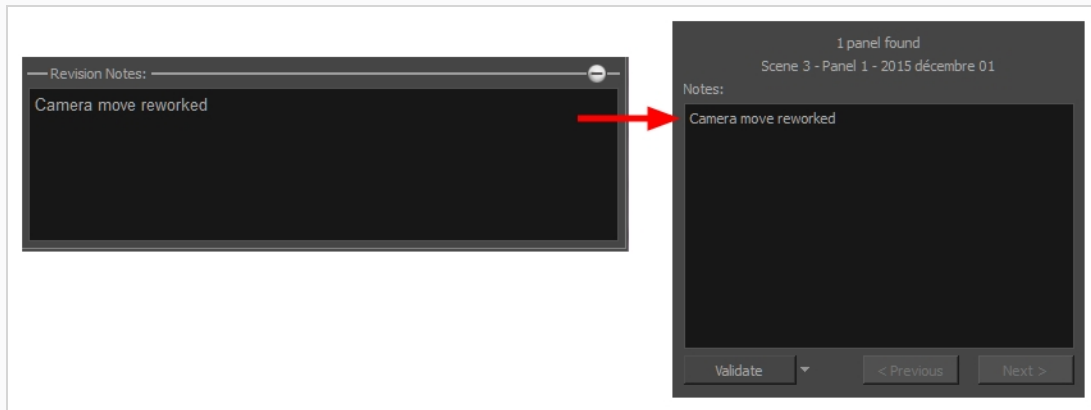 Revision Notes:
Camera move reworked
1 panel found
Scene 3 - Panel 1 - 2015 décembre 01
Notes:
Camera move reworked
Validate
< Previous
Next >